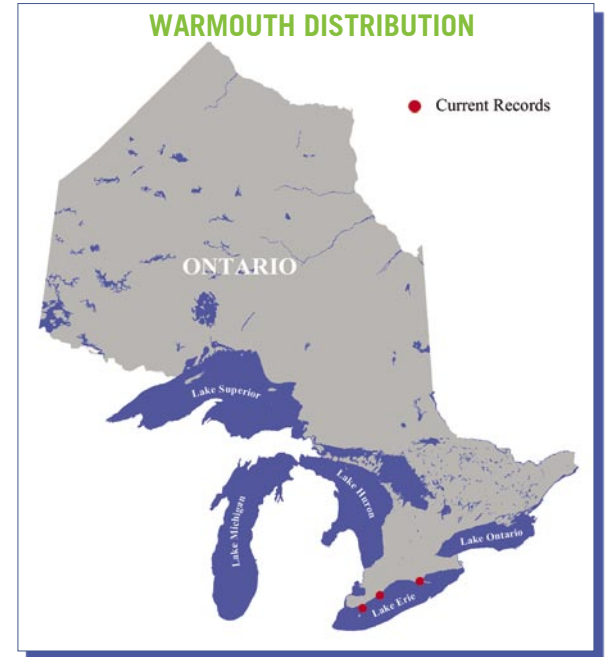 WARMOUTH DISTRIBUTION
Current Records
ONTARIO
Lake Superior
Lake Huron
Lake Michigan
Lake Ontario
Lake Erie